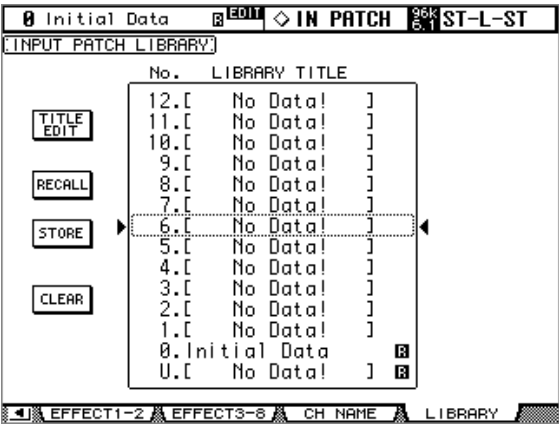 0 Initial Data R EDIT ◇ IN PATCH 96k 6.1 ST-L-ST
INPUT PATCH LIBRARY
No. LIBRARY TITLE
12.[ No Data! ]
TITLE EDIT
11.[ No Data! ]
10.[ No Data! ]
9.[ No Data! ]
RECALL
8.[ No Data! ]
7.[ No Data! ]
STORE
6.[ No Data! ]
5.[ No Data! ]
4.[ No Data! ]
CLEAR
3.[ No Data! ]
2.[ No Data! ]
1.[ No Data! ]
0.Initial Data R
U.[ No Data! ] R
EFFECT1-2 EFFECT3-8 CH NAME LIBRARY